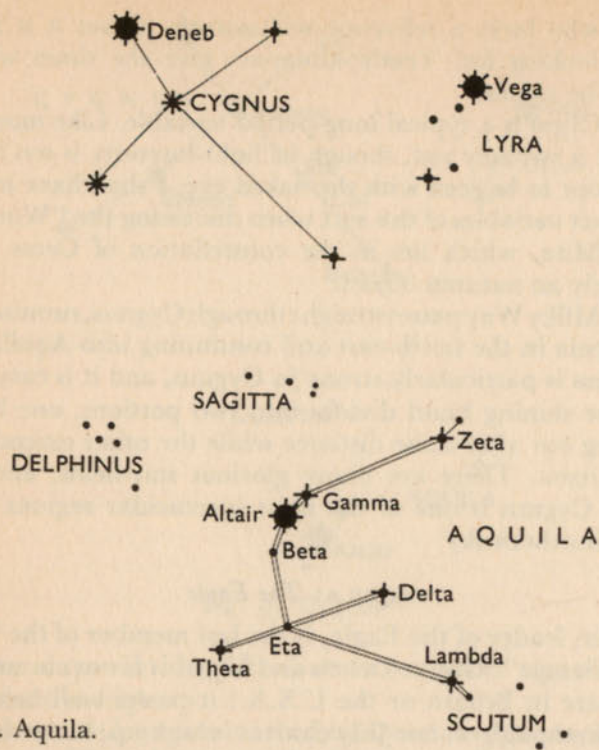 Deneb
CYGNUS
Vega
LYRA
SAGITTA
Zeta
DELPHINUS
Gamma
Altair
AQUILA
Beta
Delta
Eta
Theta
Lambda
SCUTUM
. Aquila.